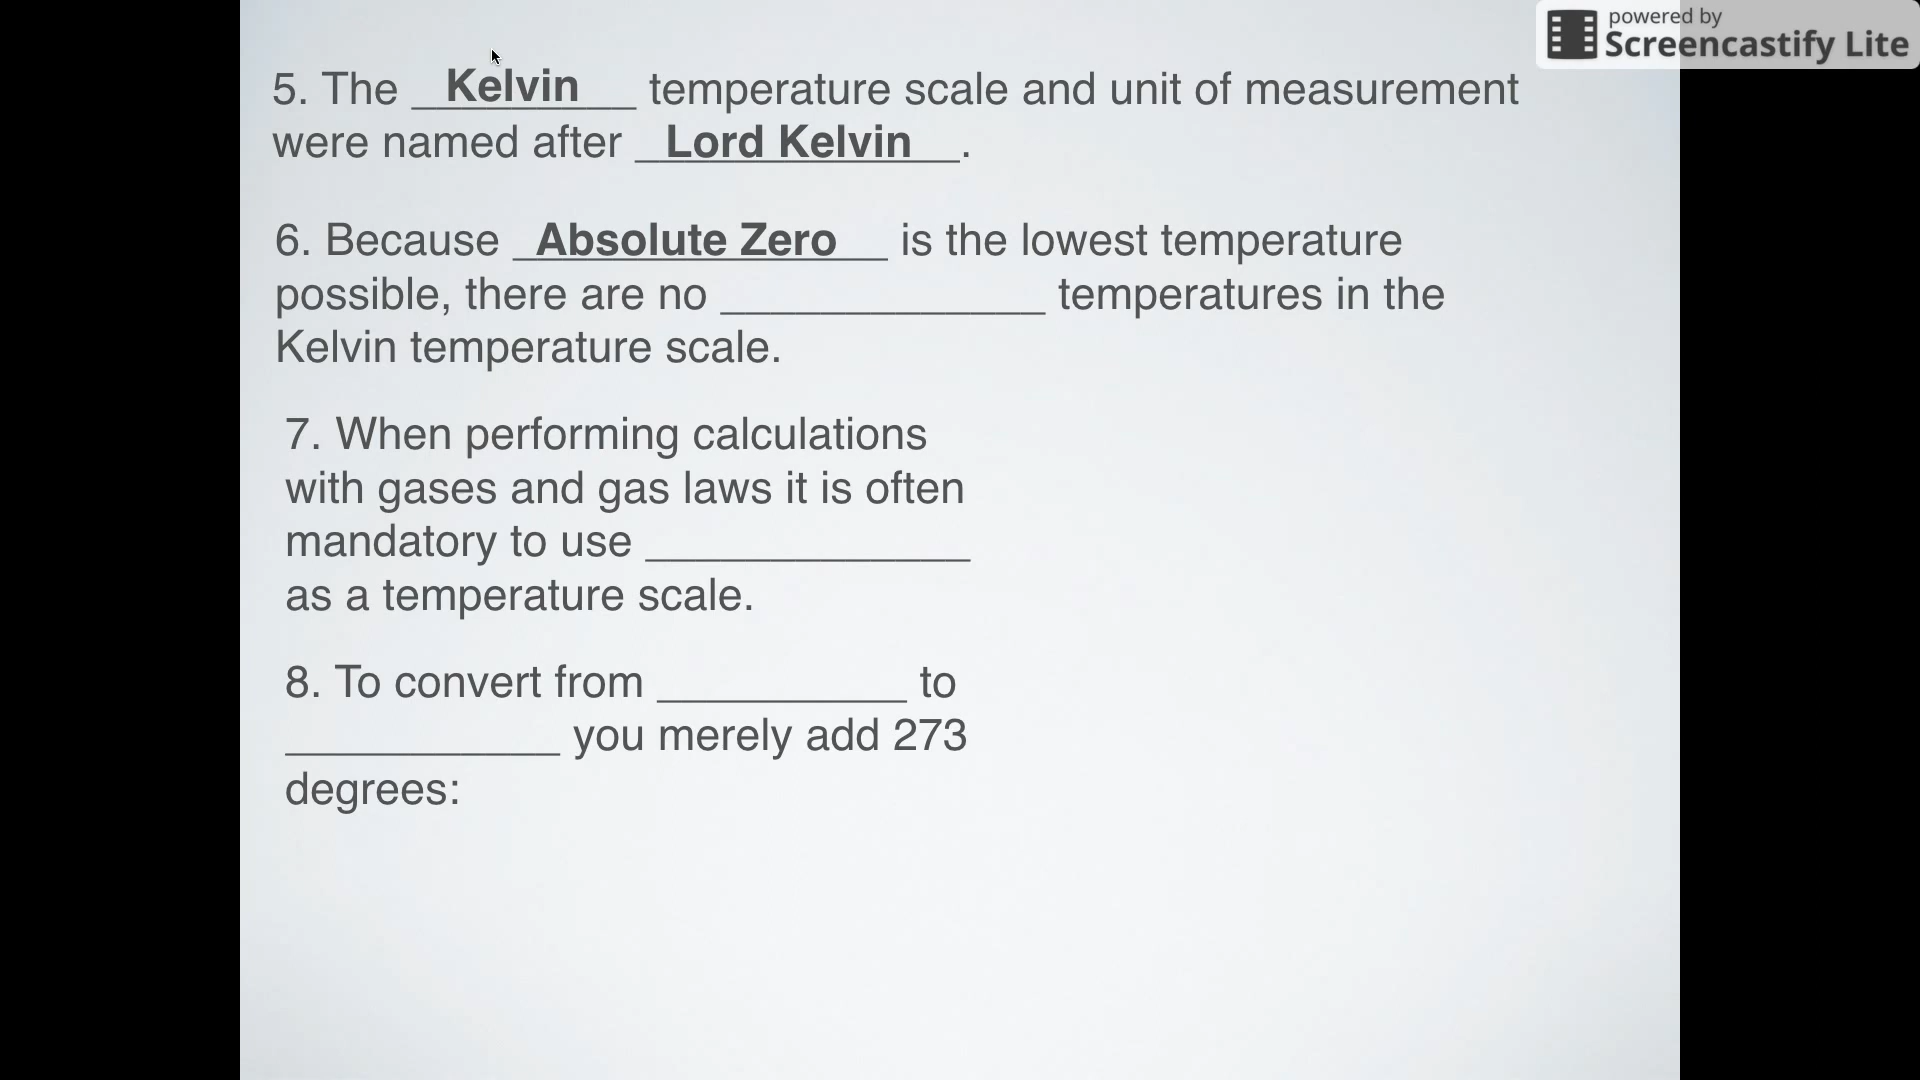 powered by
Screencastify Lite
5. The __Kelvin__ temperature scale and unit of measurement
were named after _Lord Kelvin__.
6. Because _Absolute Zero__ is the lowest temperature
possible, there are no _____________ temperatures in the
Kelvin temperature scale.
7. When performing calculations
with gases and gas laws it is often
mandatory to use _____________
as a temperature scale.
8. To convert from __________ to
___________ you merely add 273
degrees: